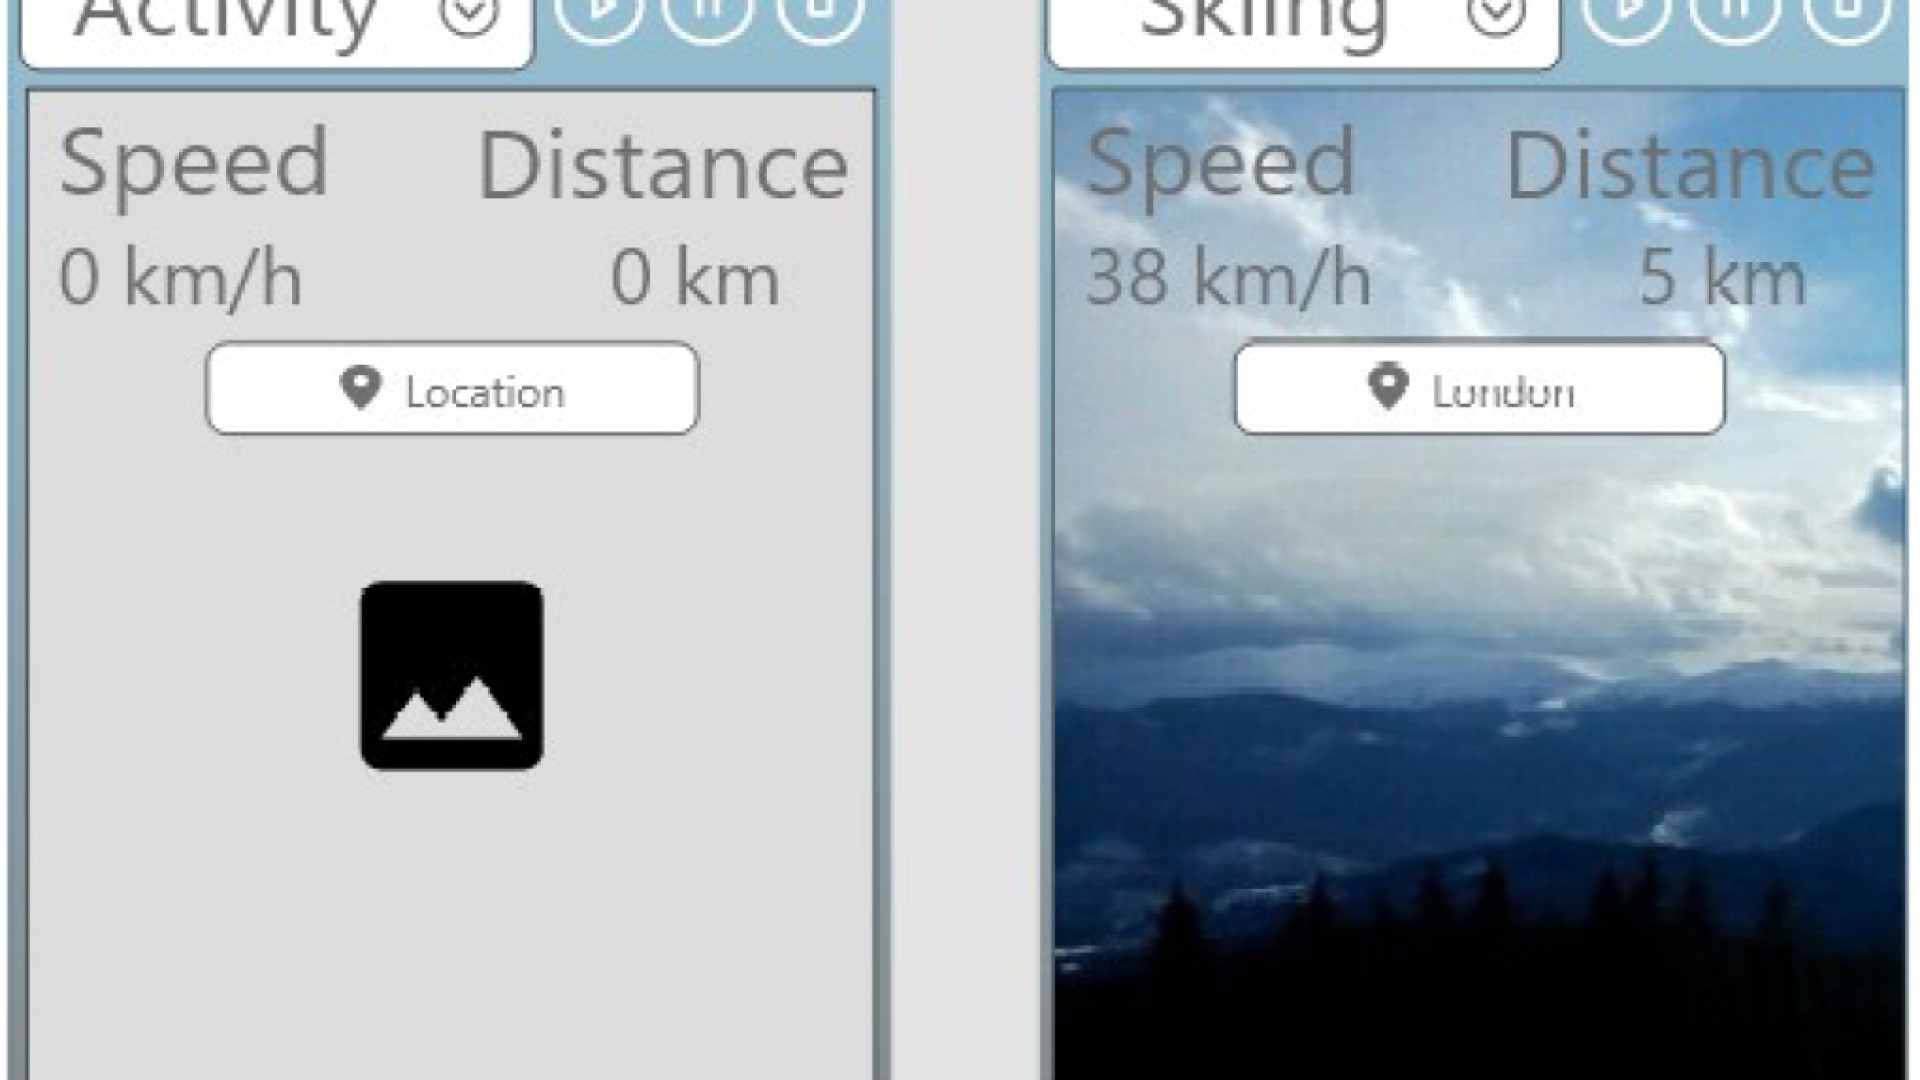 Activity
Skiing
Speed Distance
0 km/h 0 km
Location
Speed Distance
38 km/h 5 km
London